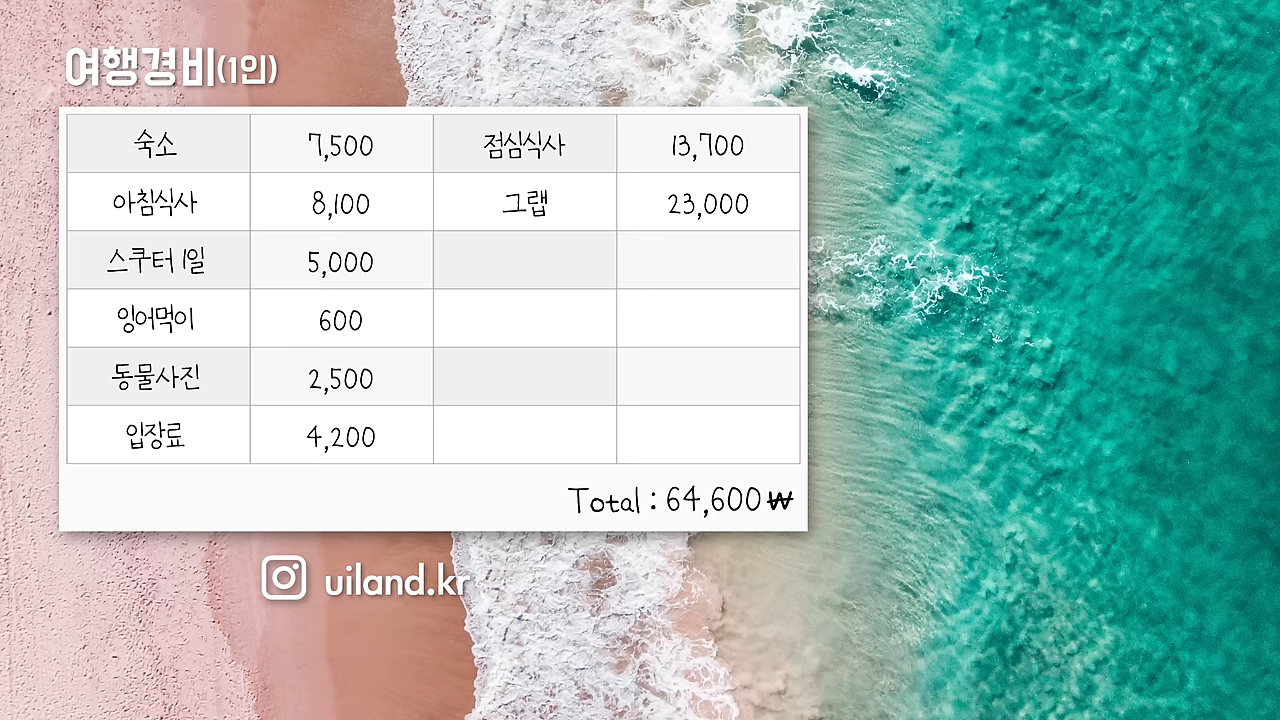 여행경비(1인)
숙소 7,500 점심식사 13,700
아침식사 8,100 그랩 23,000
스쿠터 1일 5,000
잉어먹이 600
동물사진 2,500
입장료 4,200
Total : 64,600₩
uiland.kr